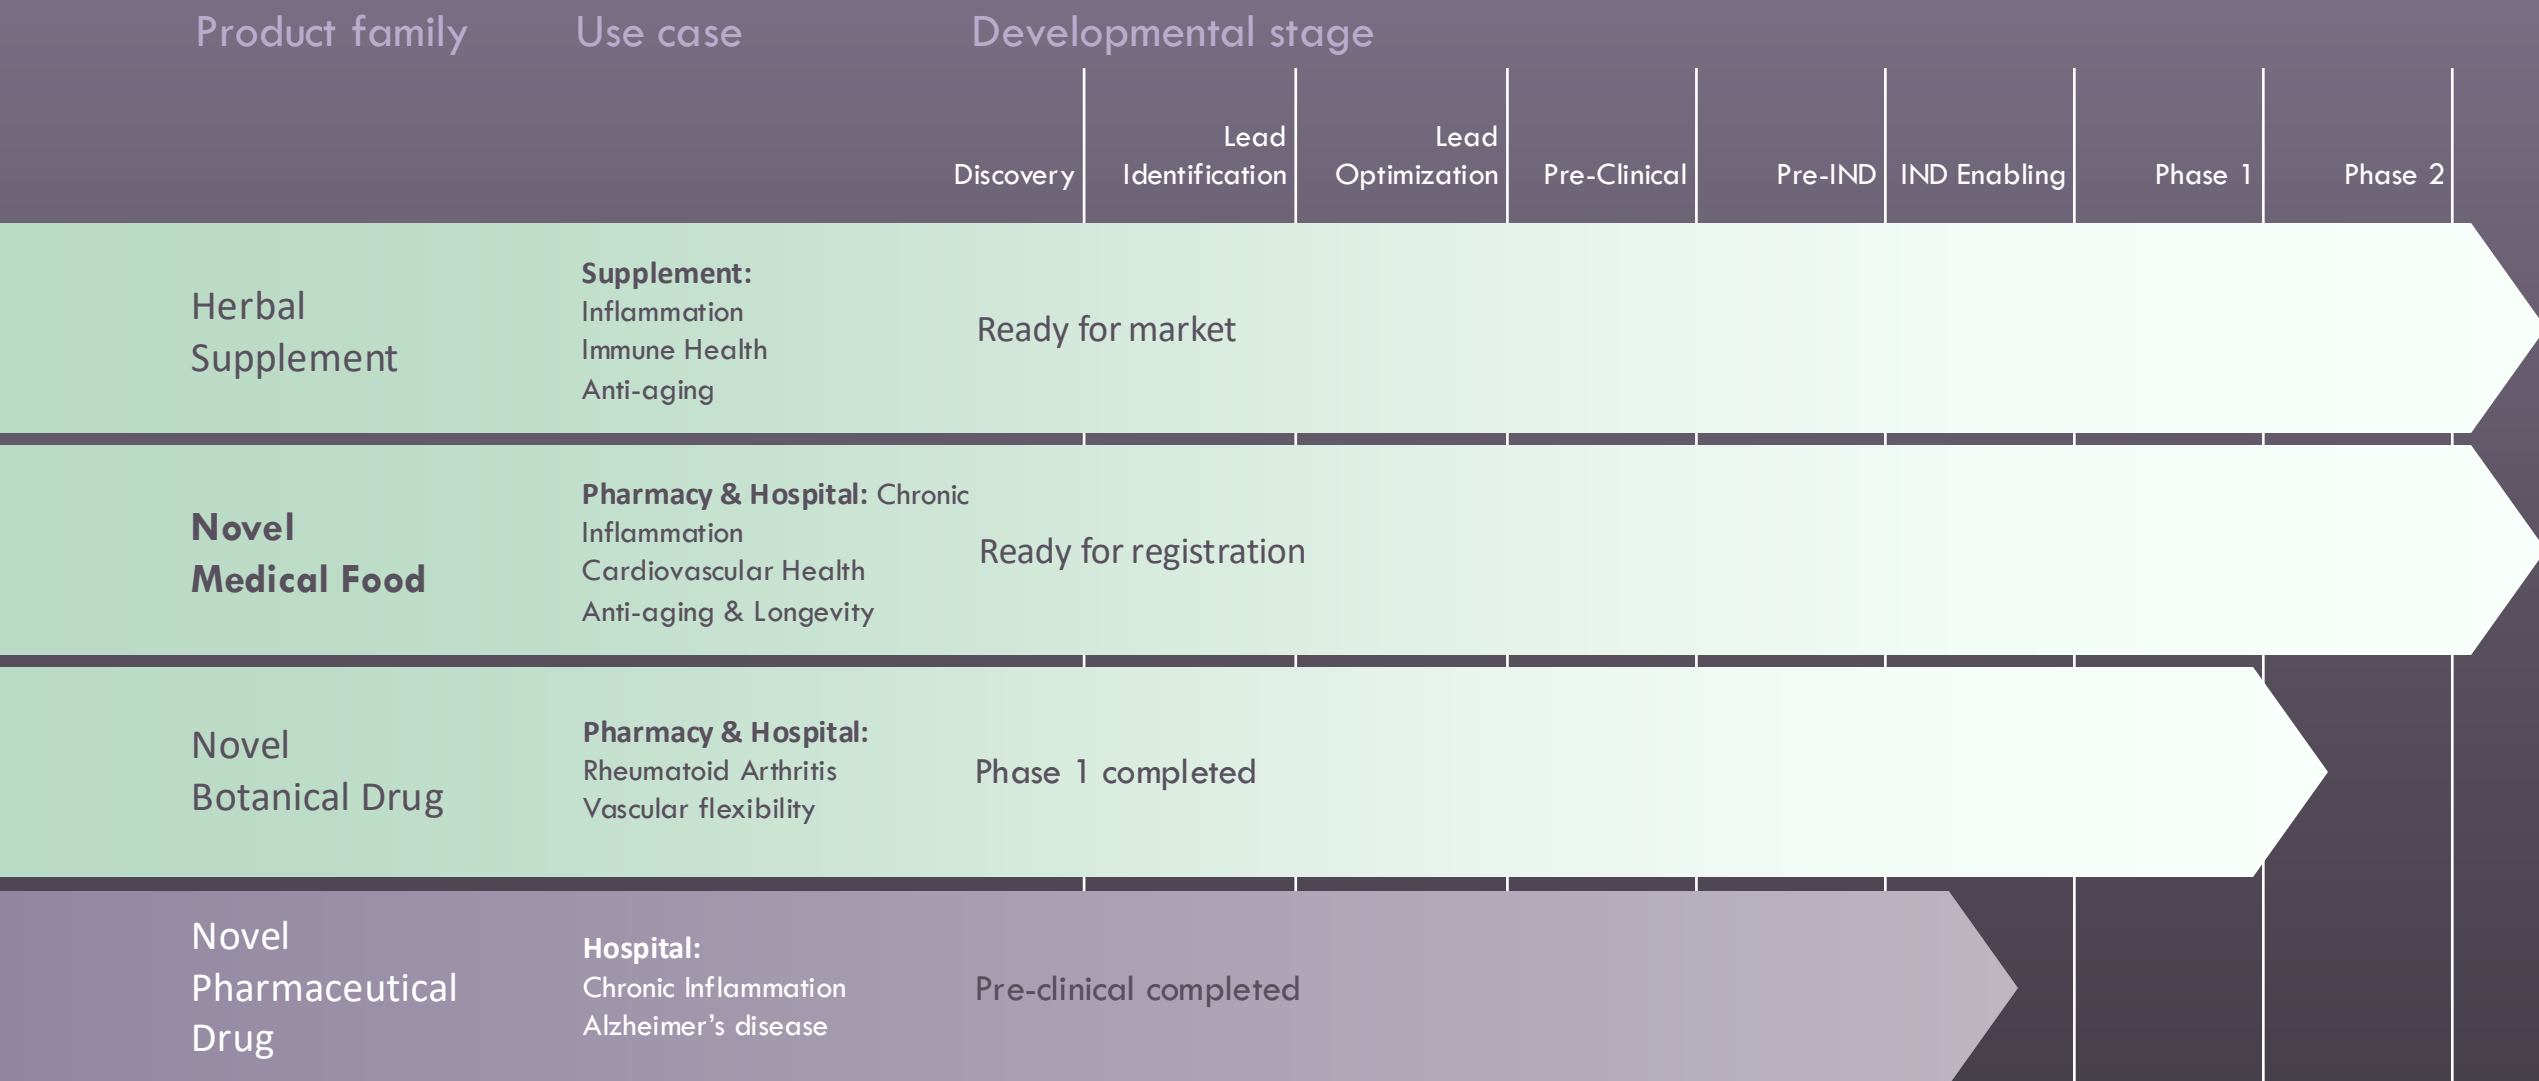 Product family
Use case
Developmental stage
Discovery
Lead
Identification
Lead
Optimization
Pre-Clinical
Pre-IND
IND Enabling
Phase 1
Phase 2
Herbal
Supplement
Supplement:
Inflammation
Immune Health
Anti-aging
Ready for market
Novel
Medical Food
Pharmacy & Hospital: Chronic
Inflammation
Cardiovascular Health
Anti-aging & Longevity
Ready for registration
Novel
Botanical Drug
Pharmacy & Hospital:
Rheumatoid Arthritis
Vascular flexibility
Phase 1 completed
Novel
Pharmaceutical
Drug
Hospital:
Chronic Inflammation
Alzheimer’s disease
Pre-clinical completed